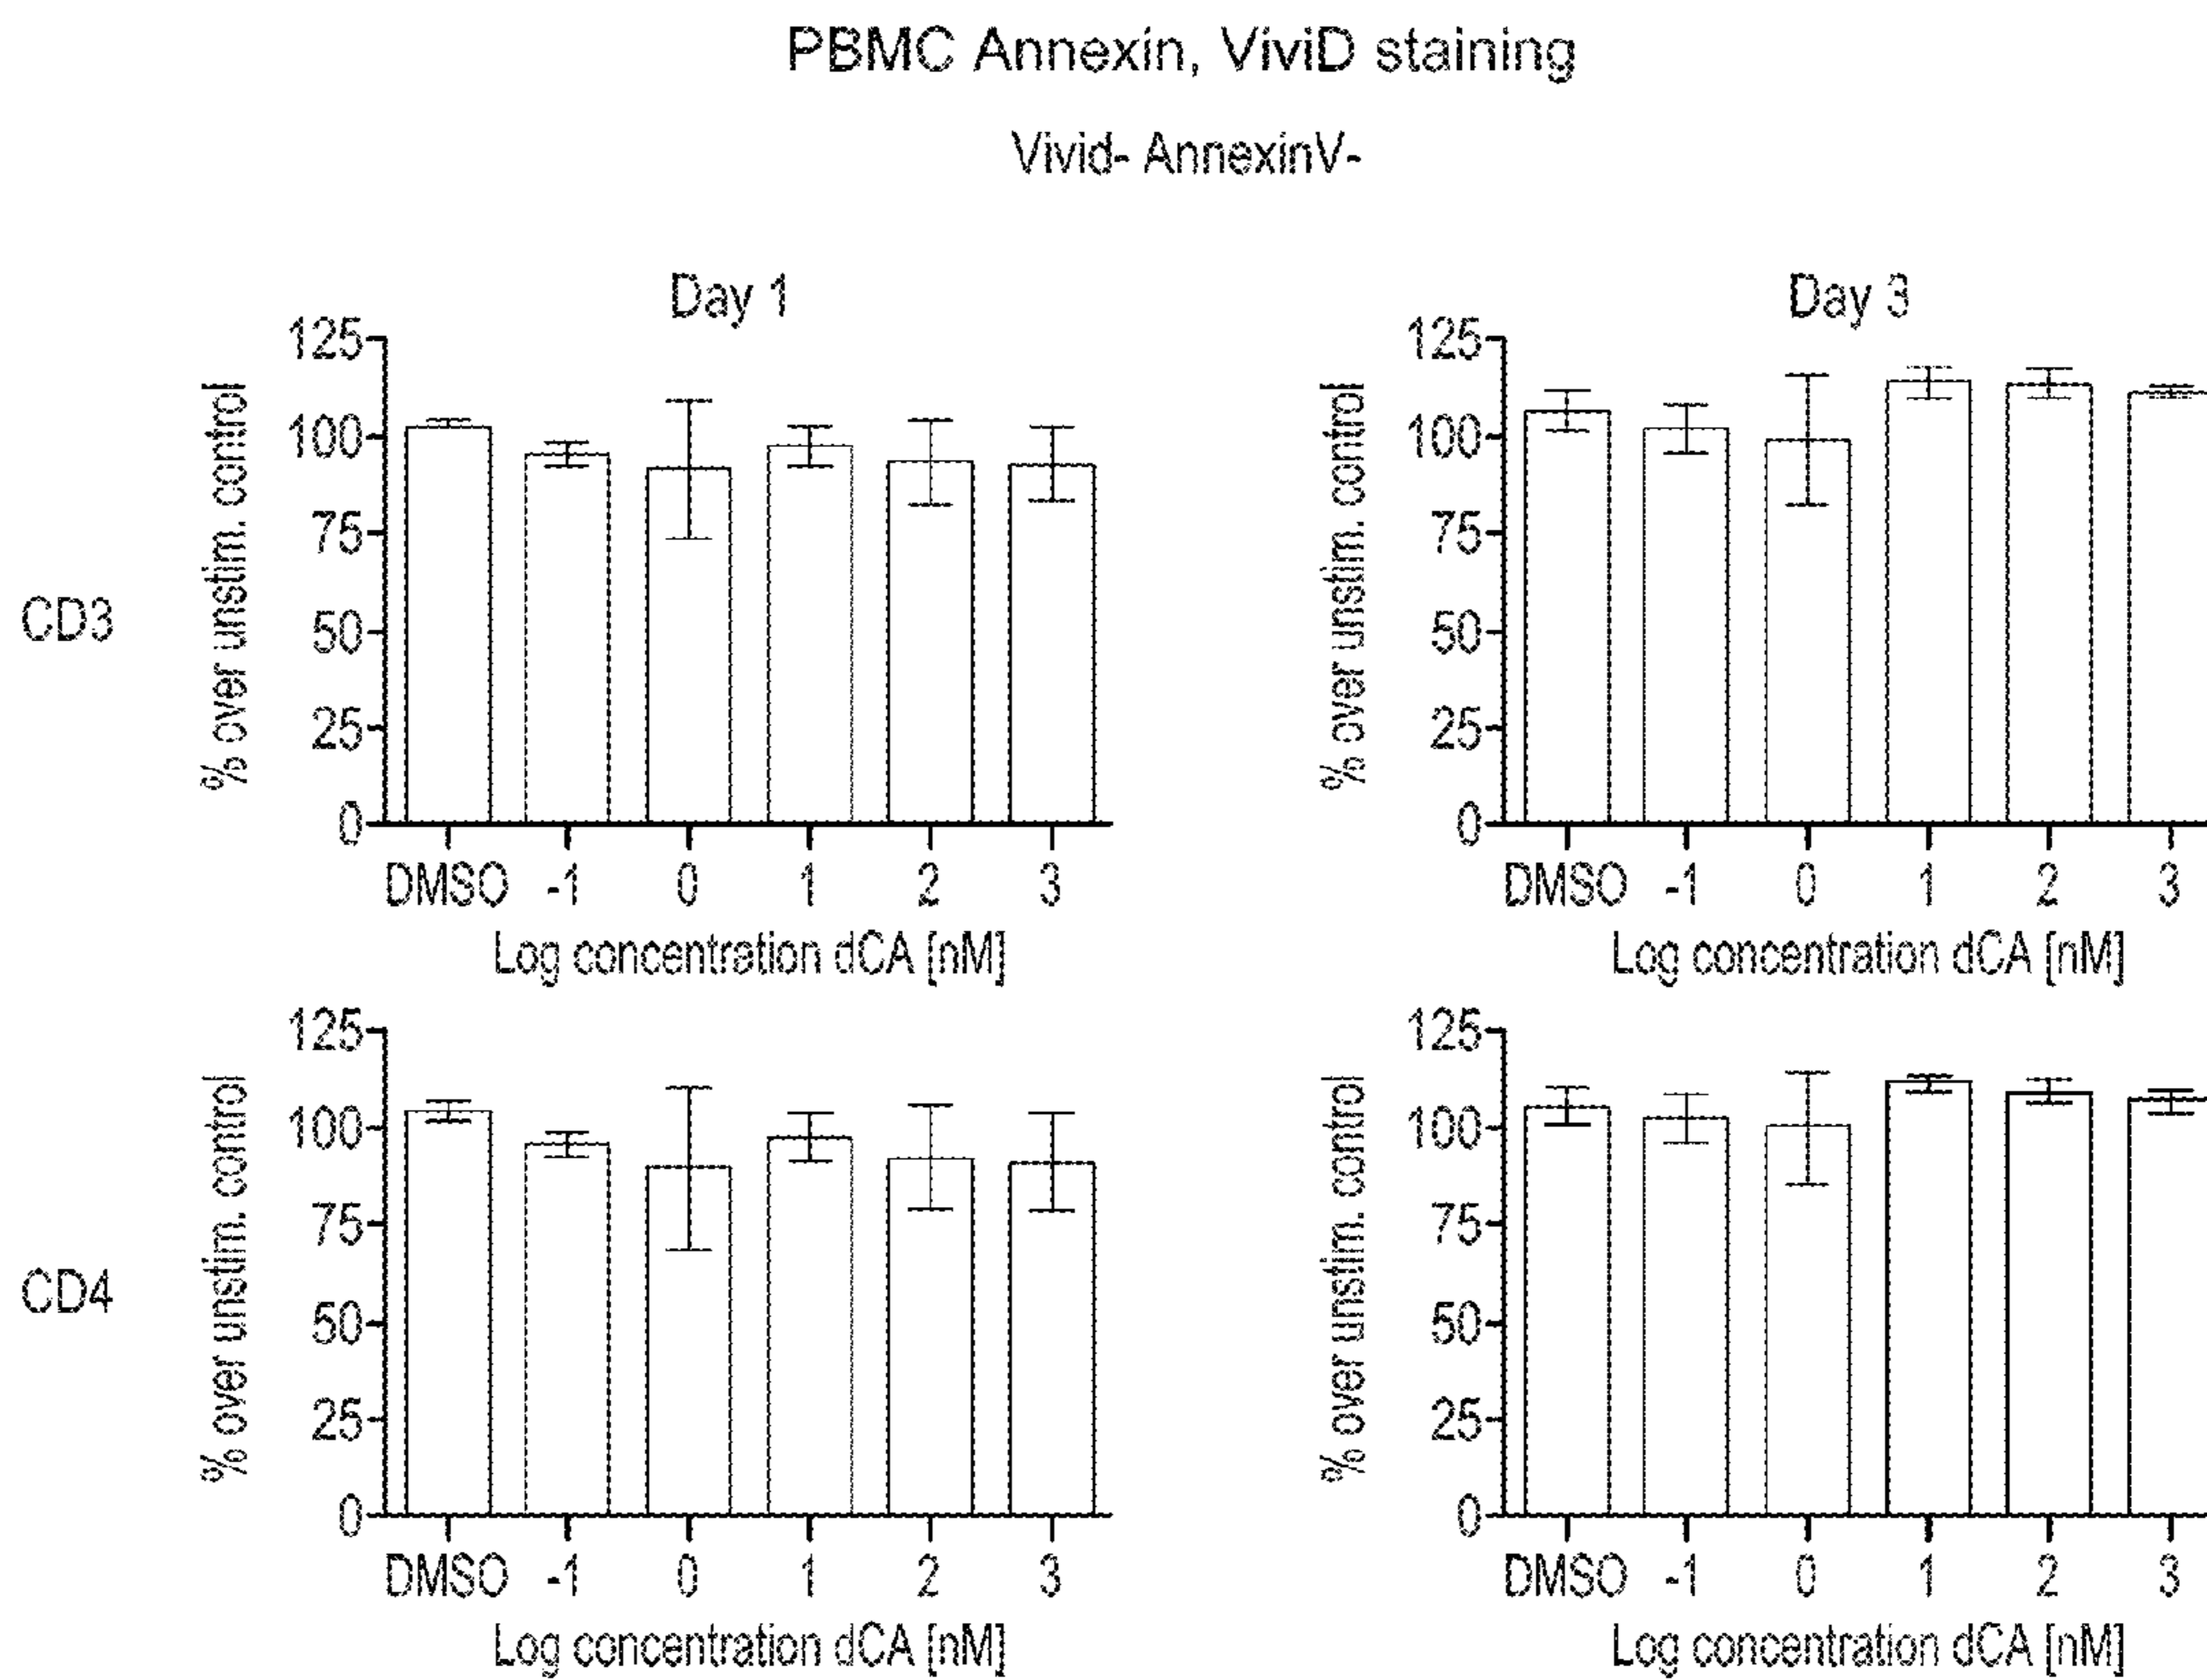 PBMC Annexin, ViviD staining
Vivid- AnnexinV-
Day 1
Day 3
CD3
% over unstim. control
125
100
75
50
25
0
DMSO -1 0 1 2 3
Log concentration dCA [nM]
% over unstim. control
125
100
75
50
25
0
DMSO -1 0 1 2 3
Log concentration dCA [nM]
CD4
% over unstim. control
125
100
75
50
25
0
DMSO -1 0 1 2 3
Log concentration dCA [nM]
% over unstim. control
125
100
75
50
25
0
DMSO -1 0 1 2 3
Log concentration dCA [nM]